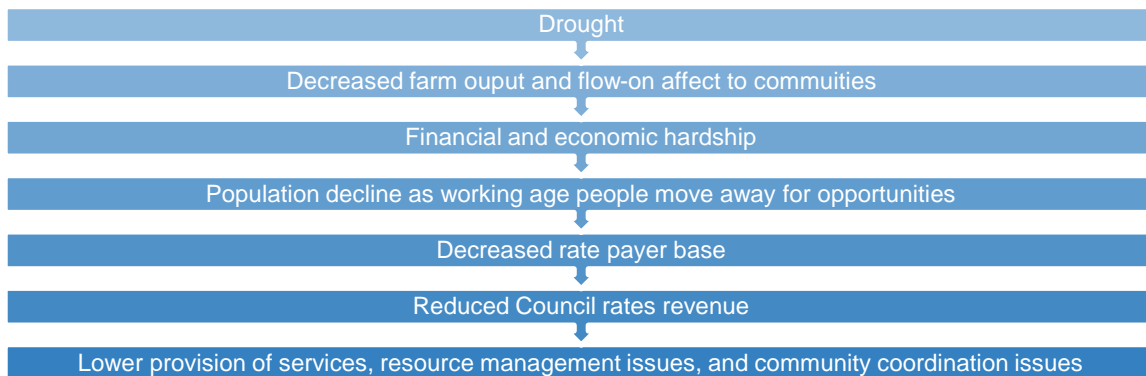 Drought
Decreased farm ouput and flow-on affect to commuities
Financial and economic hardship
Population decline as working age people move away for opportunities
Decreased rate payer base
Reduced Council rates revenue
Lower provision of services, resource management issues, and community coordination issues